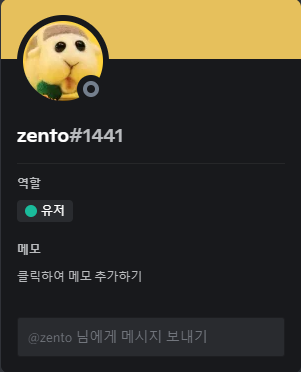 zento#1441
역할
유저
메모
클릭하여 메모 추가하기
@zento 님에게 메시지 보내기